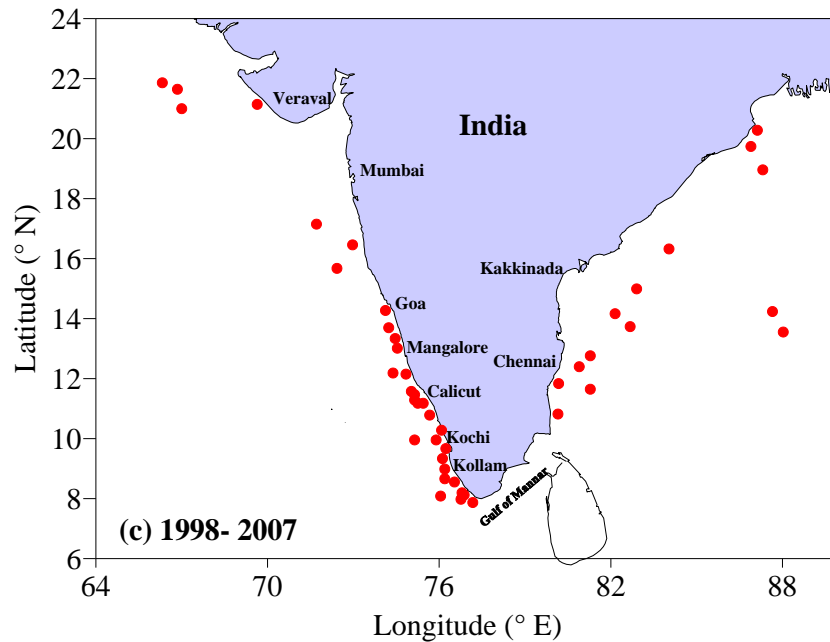 24
22
20
18
16
14
12
10
8
6
Latitude (° N)
Veraval
India
Mumbai
Kakkinada
Goa
Mangalore
Chennai
Calicut
Kochi
Kollam
Gulf of Mannar
(c) 1998- 2007
64 70 76 82 88
Longitude (° E)